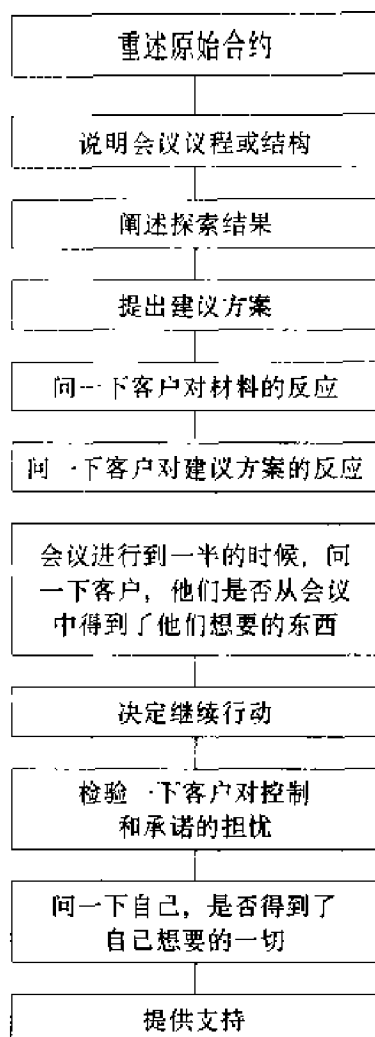 重述原始合约
说明会议议程或结构
阐述探索结果
提出建议方案
问一下客户对材料的反应
问一下客户对建议方案的反应
会议进行到一半的时候，问
一下客户，他们是否从会议
中得到了他们想要的东西
决定继续行动
检验一下客户对控制
和承诺的担忧
问一下自己，是否得到了
自己想要的一切
提供支持